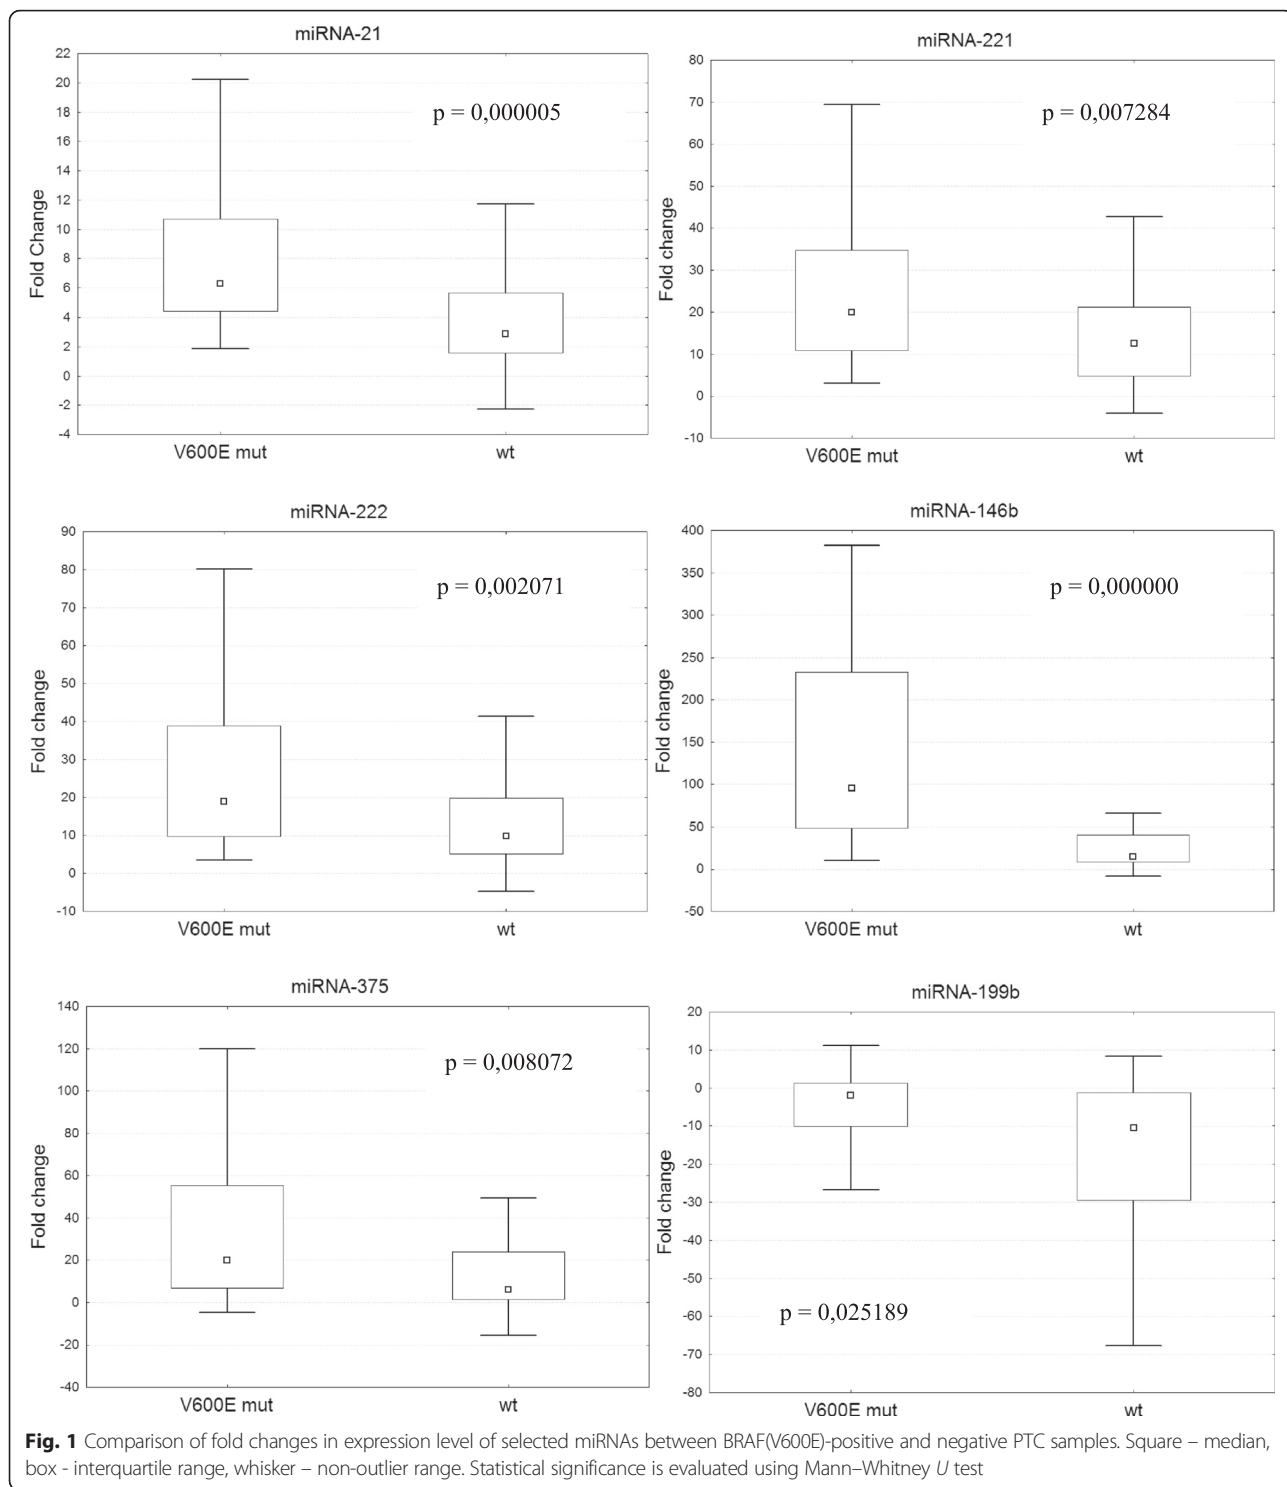 miRNA-21
22
20
18
16
14
12
10
8
6
4
2
0
-2
-4
Fold Change
p = 0,000005
V600E mut wt
miRNA-221
80
70
60
50
40
30
20
10
0
-10
Fold change
p = 0,007284
V600E mut wt
miRNA-222
90
80
70
60
50
40
30
20
10
0
-10
Fold change
p = 0,002071
V600E mut wt
miRNA-146b
400
350
300
250
200
150
100
50
0
-50
Fold change
p = 0,000000
V600E mut wt
miRNA-375
140
120
100
80
60
40
20
0
-20
-40
Fold change
p = 0,008072
V600E mut wt
miRNA-199b
20
10
0
-10
-20
-30
-40
-50
-60
-70
-80
Fold change
p = 0,025189
V600E mut wt
Fig. 1 Comparison of fold changes in expression level of selected miRNAs between BRAF(V600E)-positive and negative PTC samples. Square – median,
box - interquartile range, whisker – non-outlier range. Statistical significance is evaluated using Mann–Whitney U test